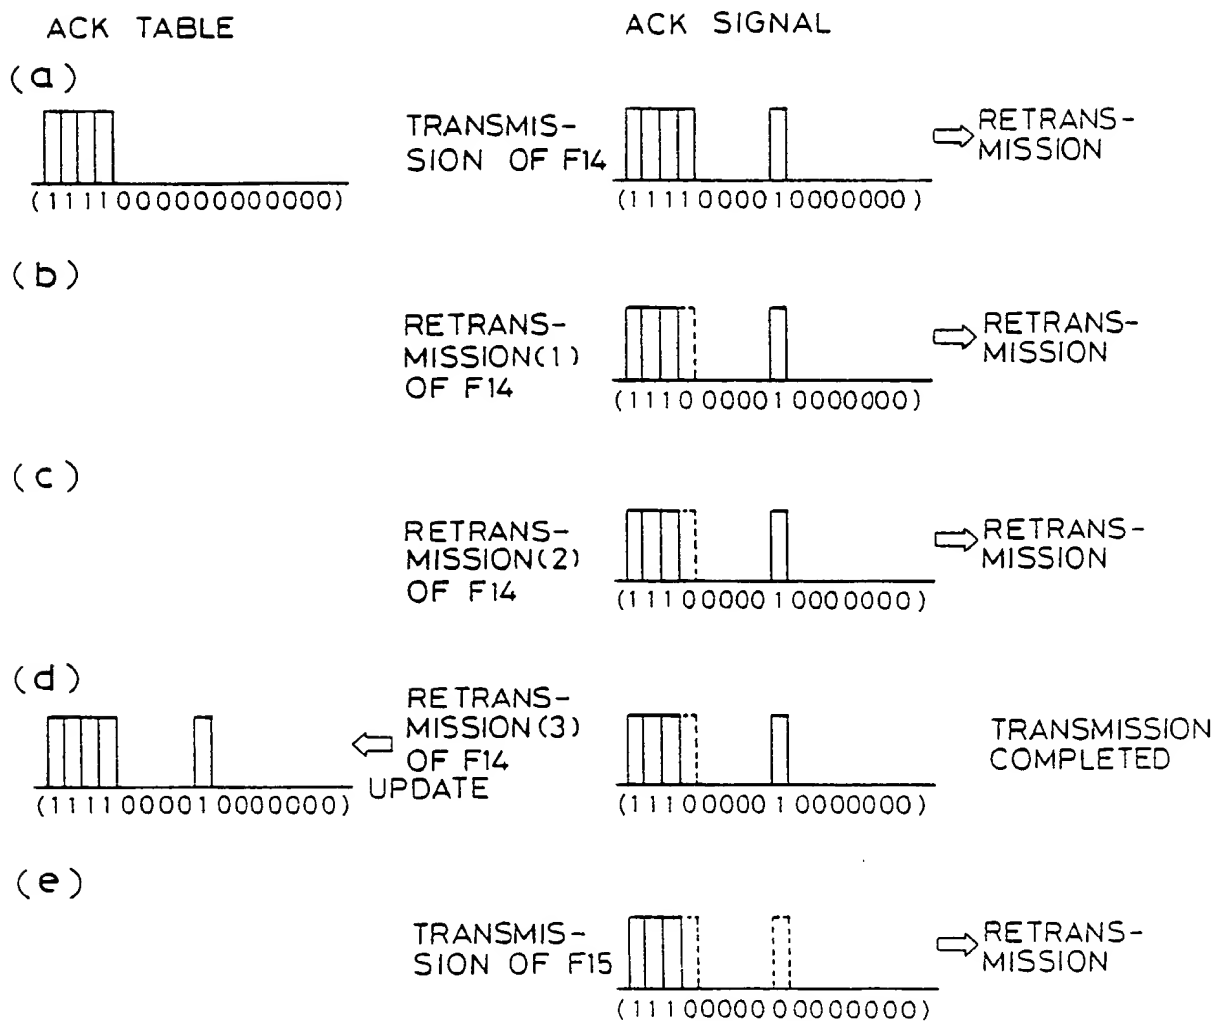 ACK TABLE
ACK SIGNAL
(a)
TRANSMIS-
SION OF F14
RETRANS-
MISSION
(1111000000000000)
(1111000010000000)
(b)
RETRANS-
MISSION(1)
OF F14
RETRANS-
MISSION
(1110000010000000)
(c)
RETRANS-
MISSION(2)
OF F14
RETRANS-
MISSION
(1110000010000000)
(d)
RETRANS-
MISSION(3)
OF F14
UPDATE
TRANSMISSION
COMPLETED
(1111000010000000)
(1110000010000000)
(e)
TRANSMIS-
SION OF F15
RETRANS-
MISSION
(1110000000000000)